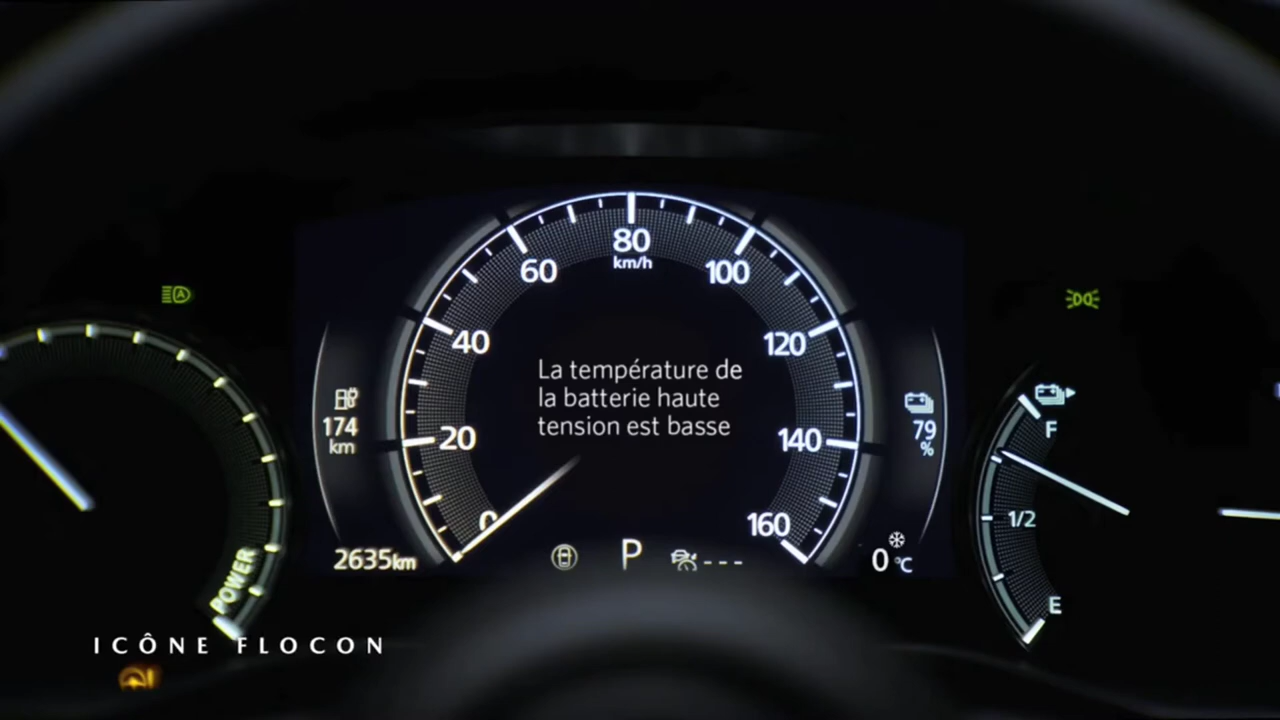 80
km/h
60
100
40
120
La température de
la batterie haute
tension est basse
174
km
79
%
F
20
140
1/2
0
160
2635km
P
---
0 °C
POWER
E
ICÔNE FLOCON